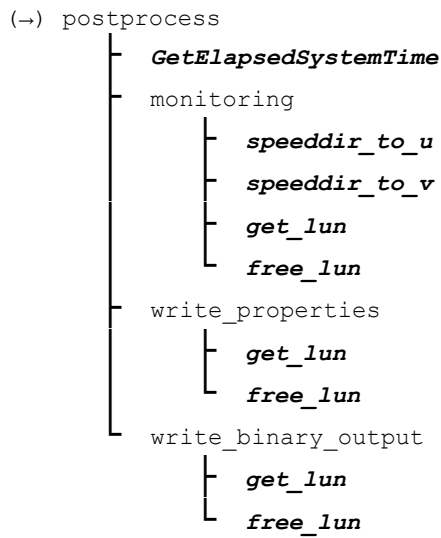 (→) postprocess
GetElapsedSystemTime
monitoring
speeddir_to_u
speeddir_to_v
get_lun
free_lun
write_properties
get_lun
free_lun
write_binary_output
get_lun
free_lun